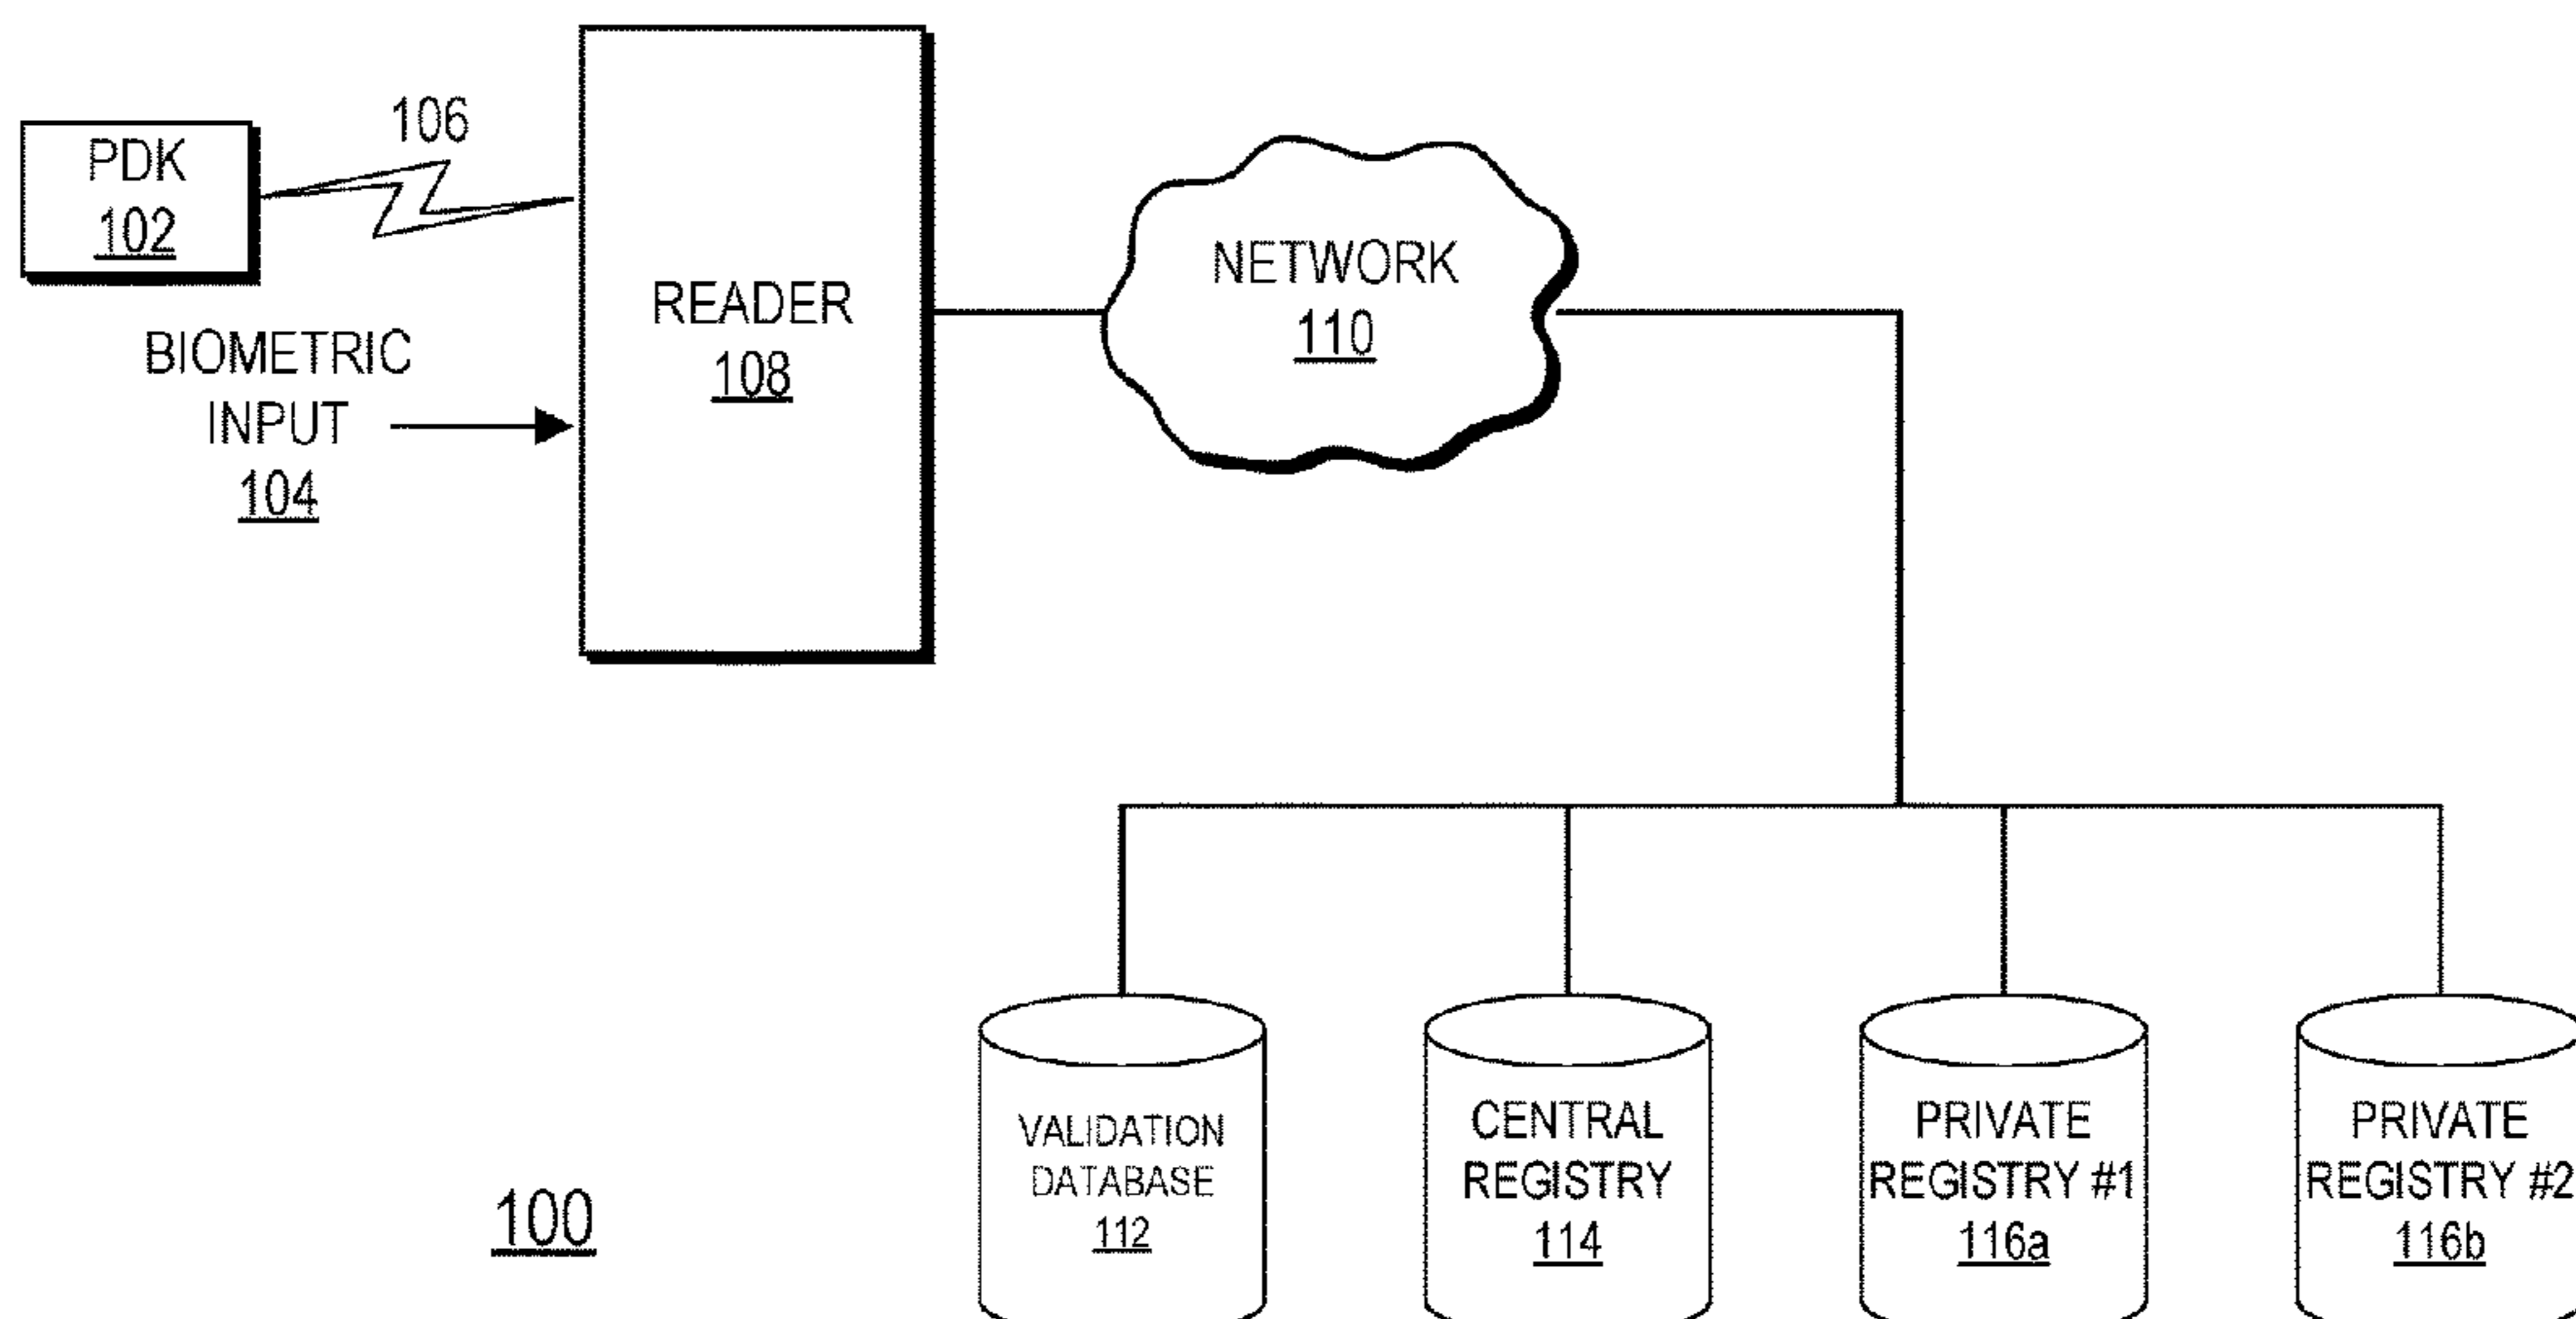 PDK
102
106
BIOMETRIC
INPUT
104
READER
108
NETWORK
110
VALIDATION
DATABASE
112
CENTRAL
REGISTRY
114
PRIVATE
REGISTRY #1
116a
PRIVATE
REGISTRY #2
116b
100